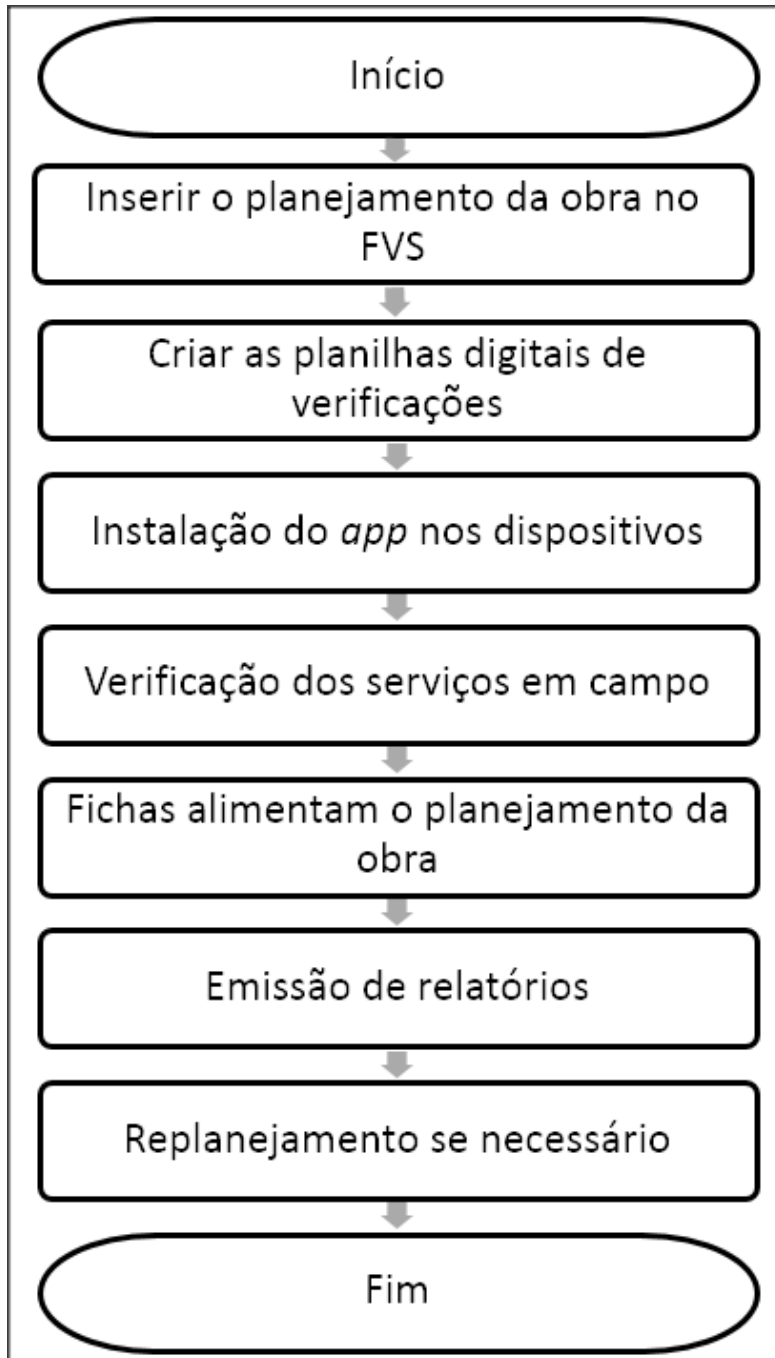 Início
Inserir o planejamento da obra no
FVS
Criar as planilhas digitais de
verificações
Instalação do app nos dispositivos
Verificação dos serviços em campo
Fichas alimentam o planejamento da
obra
Emissão de relatórios
Replanejamento se necessário
Fim